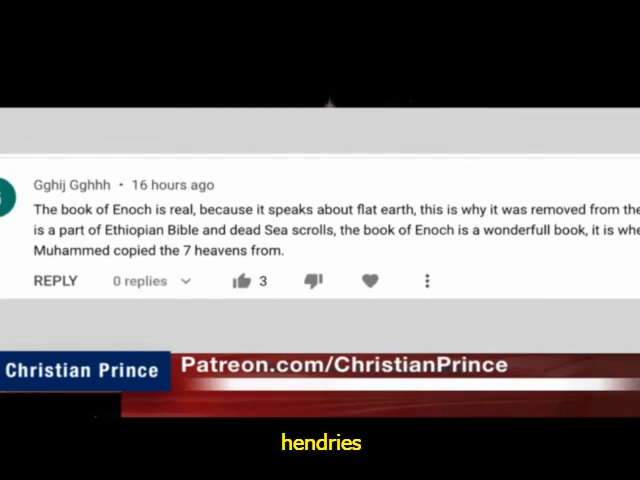 Gghij Gghhh • 16 hours ago
The book of Enoch is real, because it speaks about flat earth, this is why it was removed from the
is a part of Ethiopian Bible and dead Sea scrolls, the book of Enoch is a wonderfull book, it is whe
Muhammed copied the 7 heavens from.
REPLY 0 replies 3
Christian Prince
Patreon.com/ChristianPrince
hendries